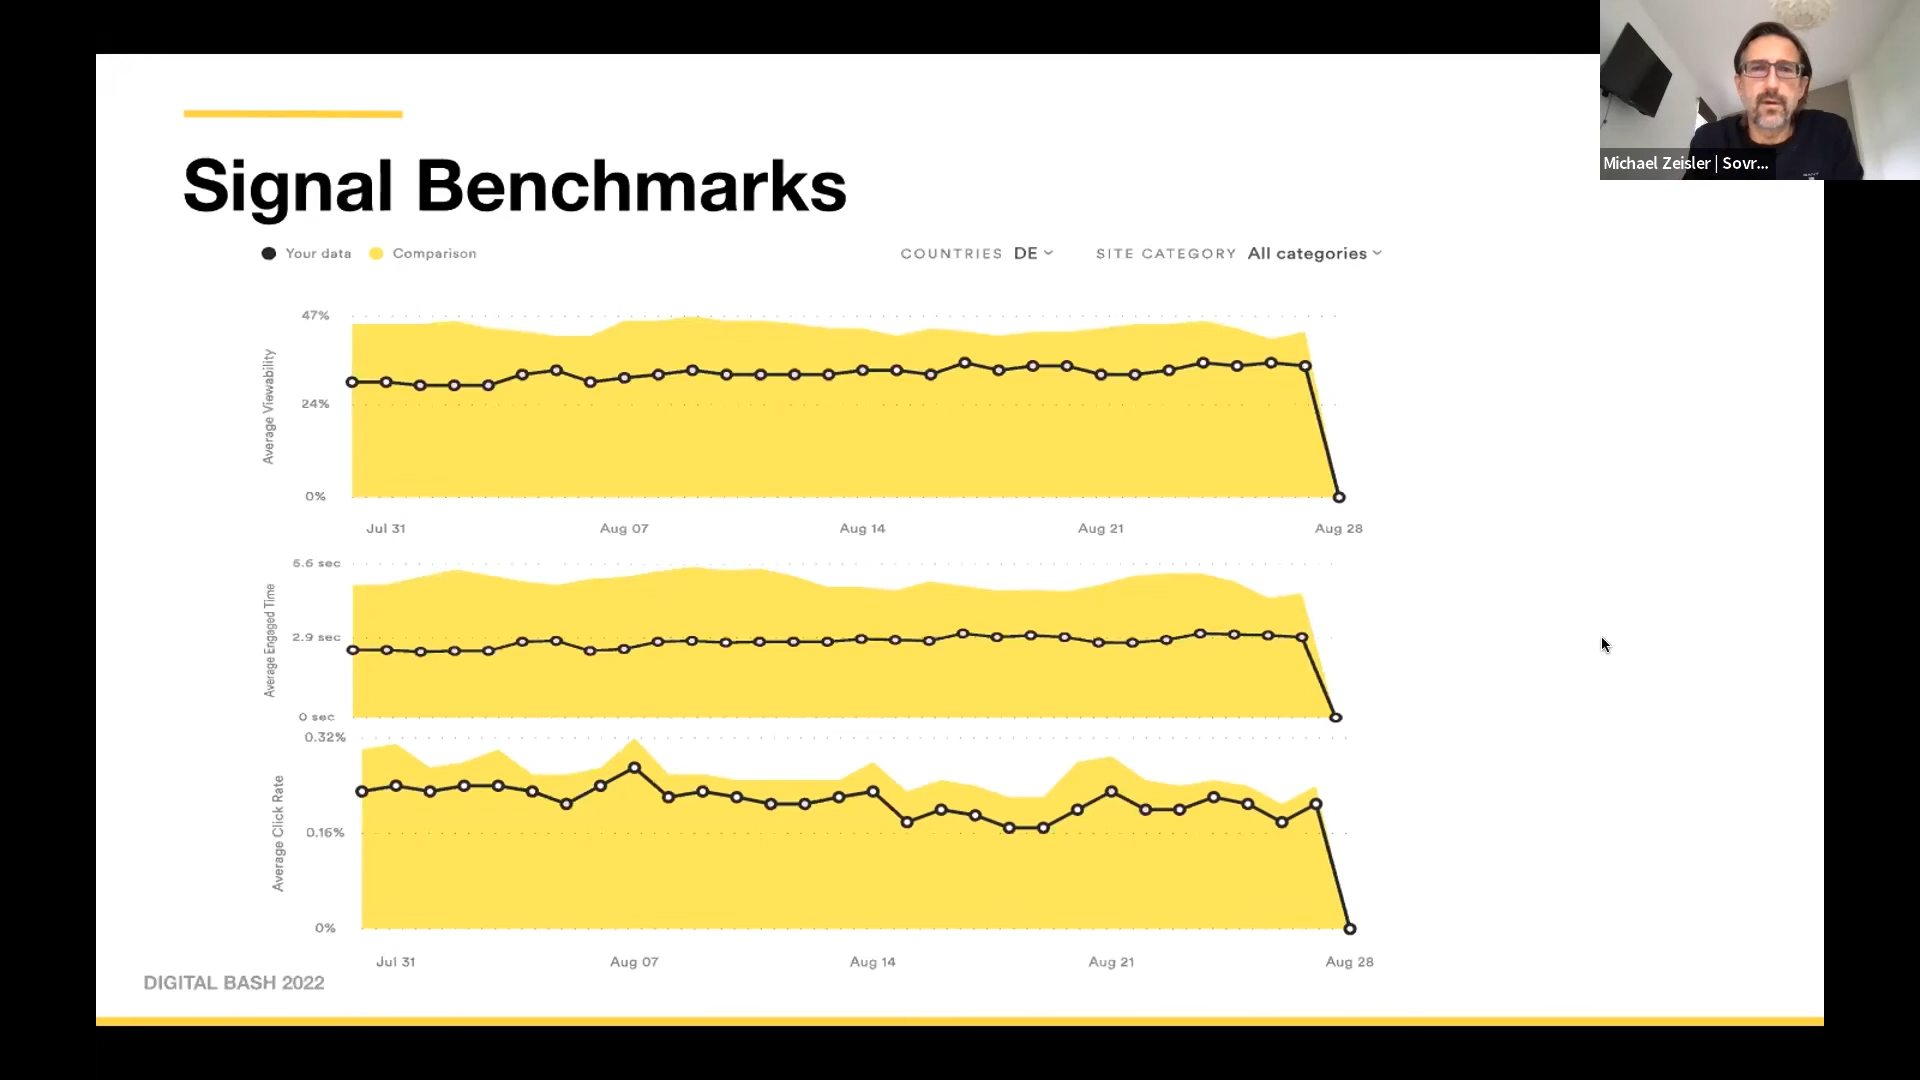 Michael Zeisler | Sovr...
Signal Benchmarks
Your data Comparison COUNTRIES DE SITE CATEGORY All categories
47%
Average Viewability
24%
0%
Jul 31 Aug 07 Aug 14 Aug 21 Aug 28
5.6 sec
Average Engaged Time
2.9 sec
0 sec
0.32%
Average Click Rate
0.16%
0%
Jul 31 Aug 07 Aug 14 Aug 21 Aug 28
DIGITAL BASH 2022